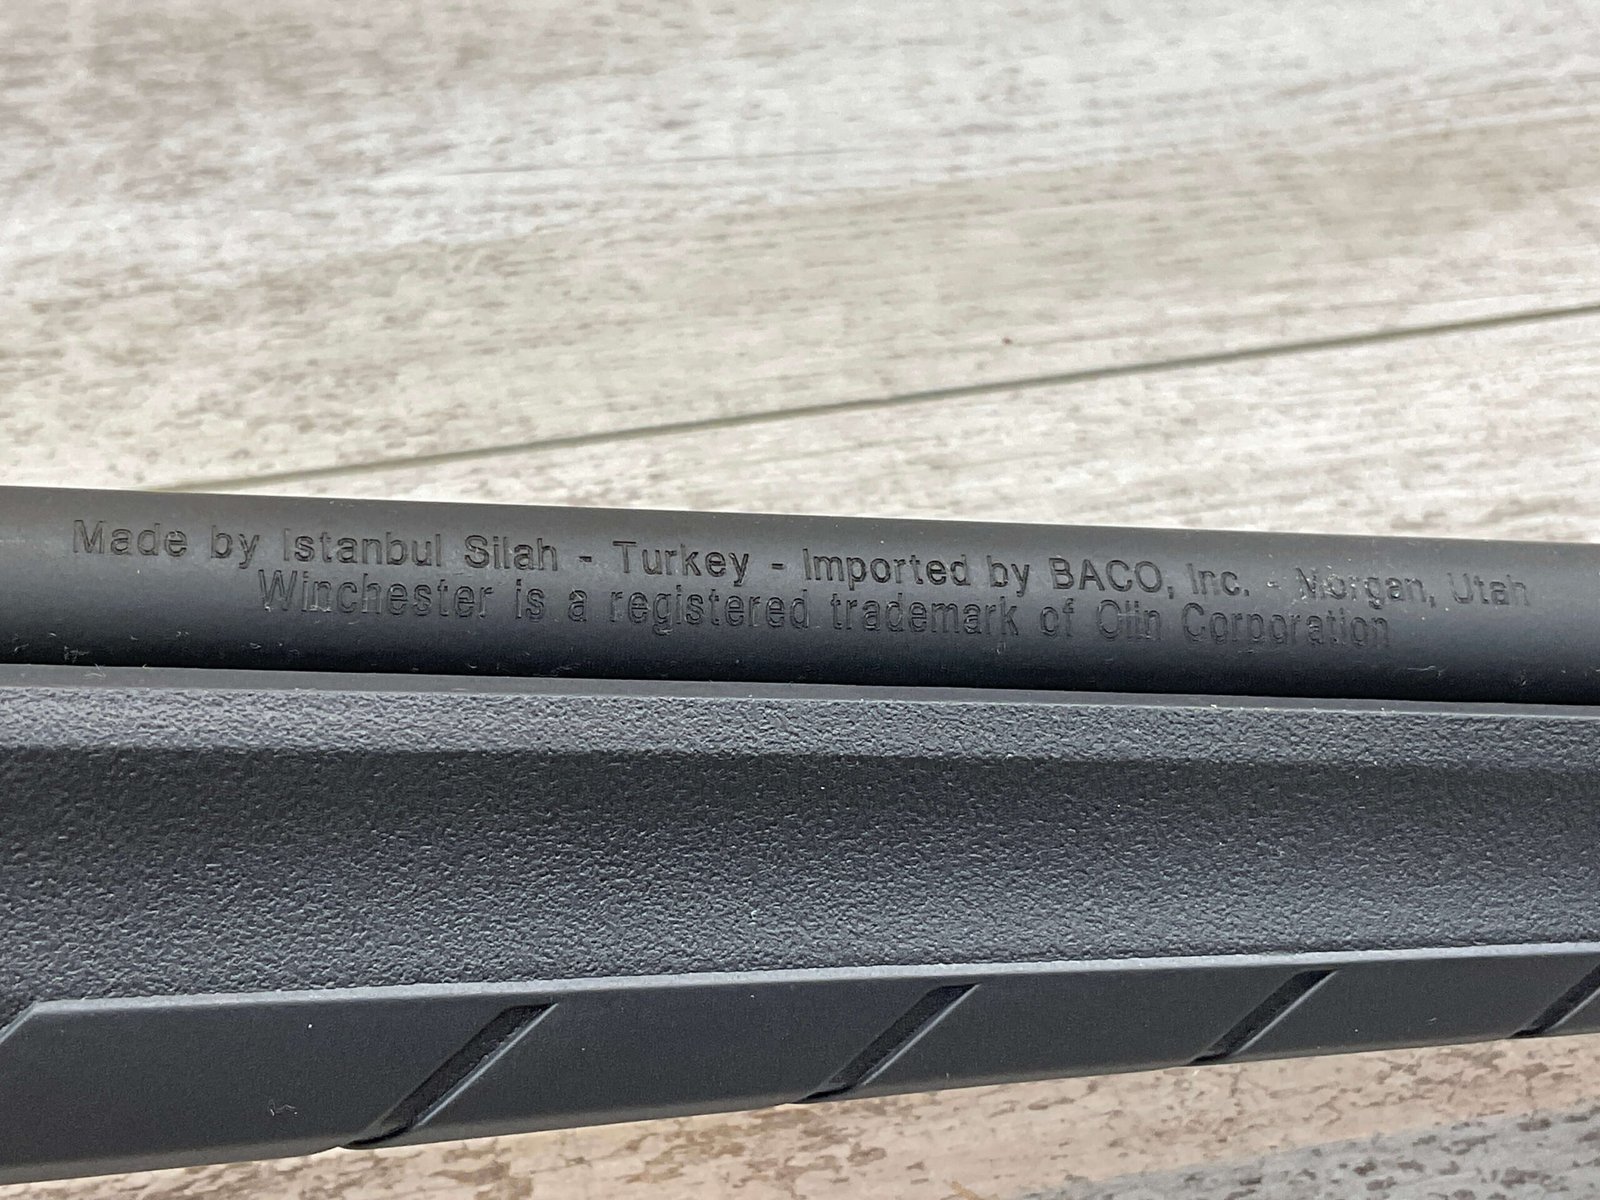 Made by Istanbul Silah - Turkey - Imported by BACO, Inc. - Morgan, Utah
Winchester is a registered trademark of Olin Corporation